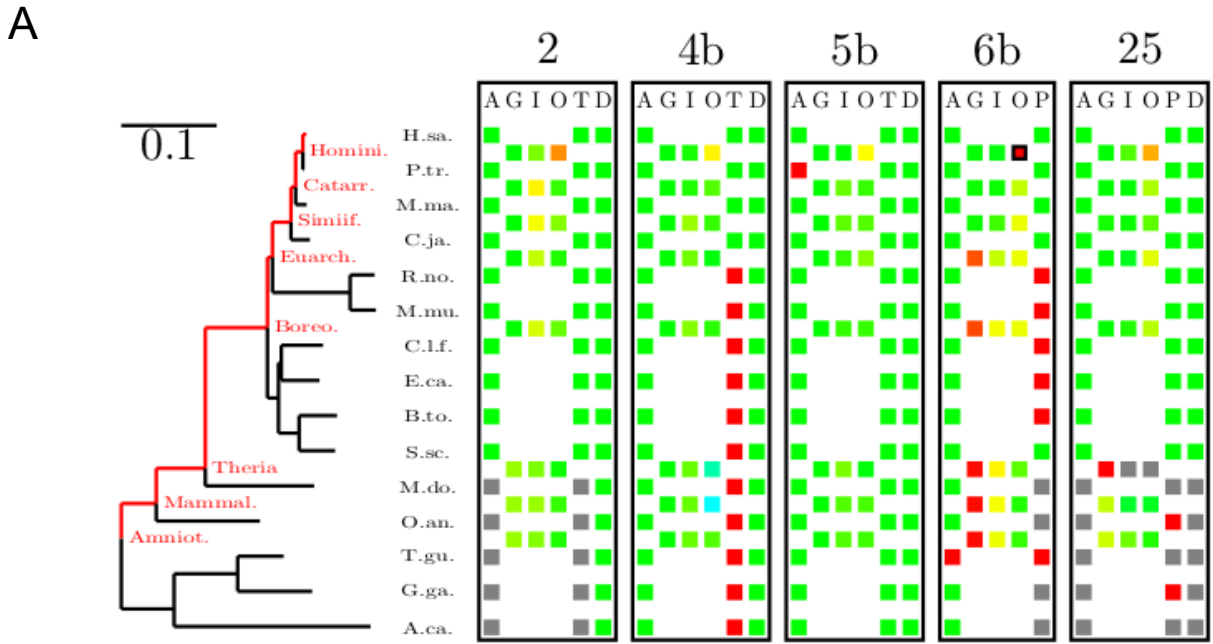 A
2 4b 5b 6b 25
A G I O T D A G I O T D A G I O T D A G I O P A G I O P D
0.1
H.sa.
Homini.
P.tr.
Catarr.
M.ma.
Simiif.
C.ja.
Euarch.
R.no.
M.mu.
Boreo.
C.l.f.
E.ca.
B.to.
S.sc.
Theria
M.do.
Mammal.
O.an.
Amniot.
T.gu.
G.ga.
A.ca.